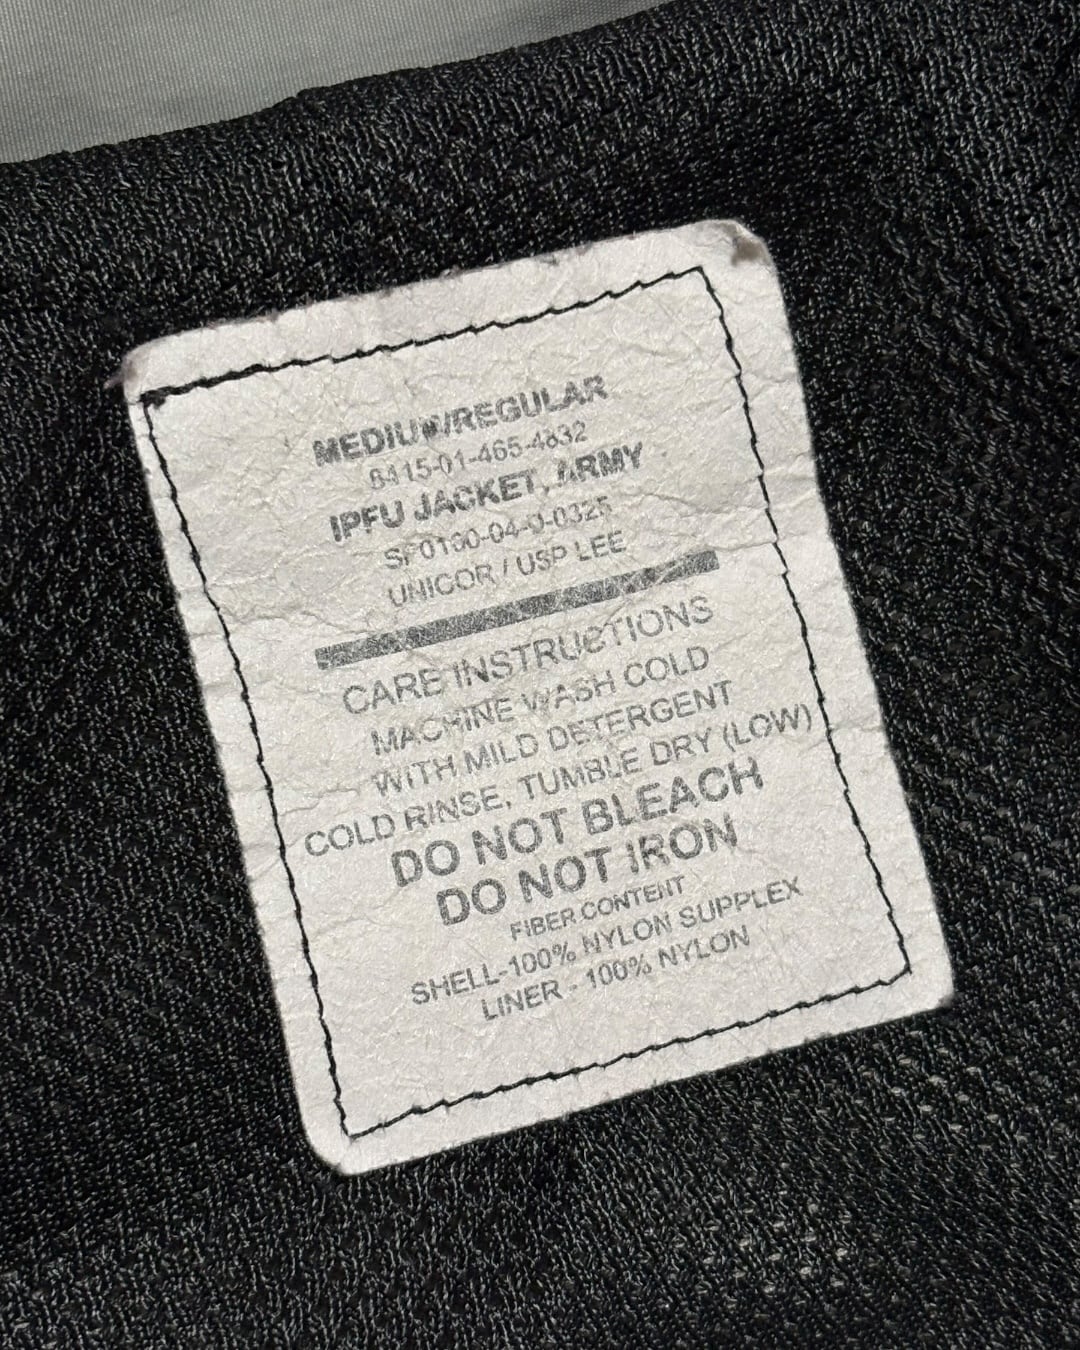 MEDIUM/REGULAR
8415-01-465-4832
IPFU JACKET, ARMY
SP0100-04-D-0325
UNICOR / USP LEE
CARE INSTRUCTIONS
MACHINE WASH COLD
WITH MILD DETERGENT
COLD RINSE, TUMBLE DRY (LOW)
DO NOT BLEACH
DO NOT IRON
FIBER CONTENT
SHELL-100% NYLON SUPPLEX
LINER - 100% NYLON